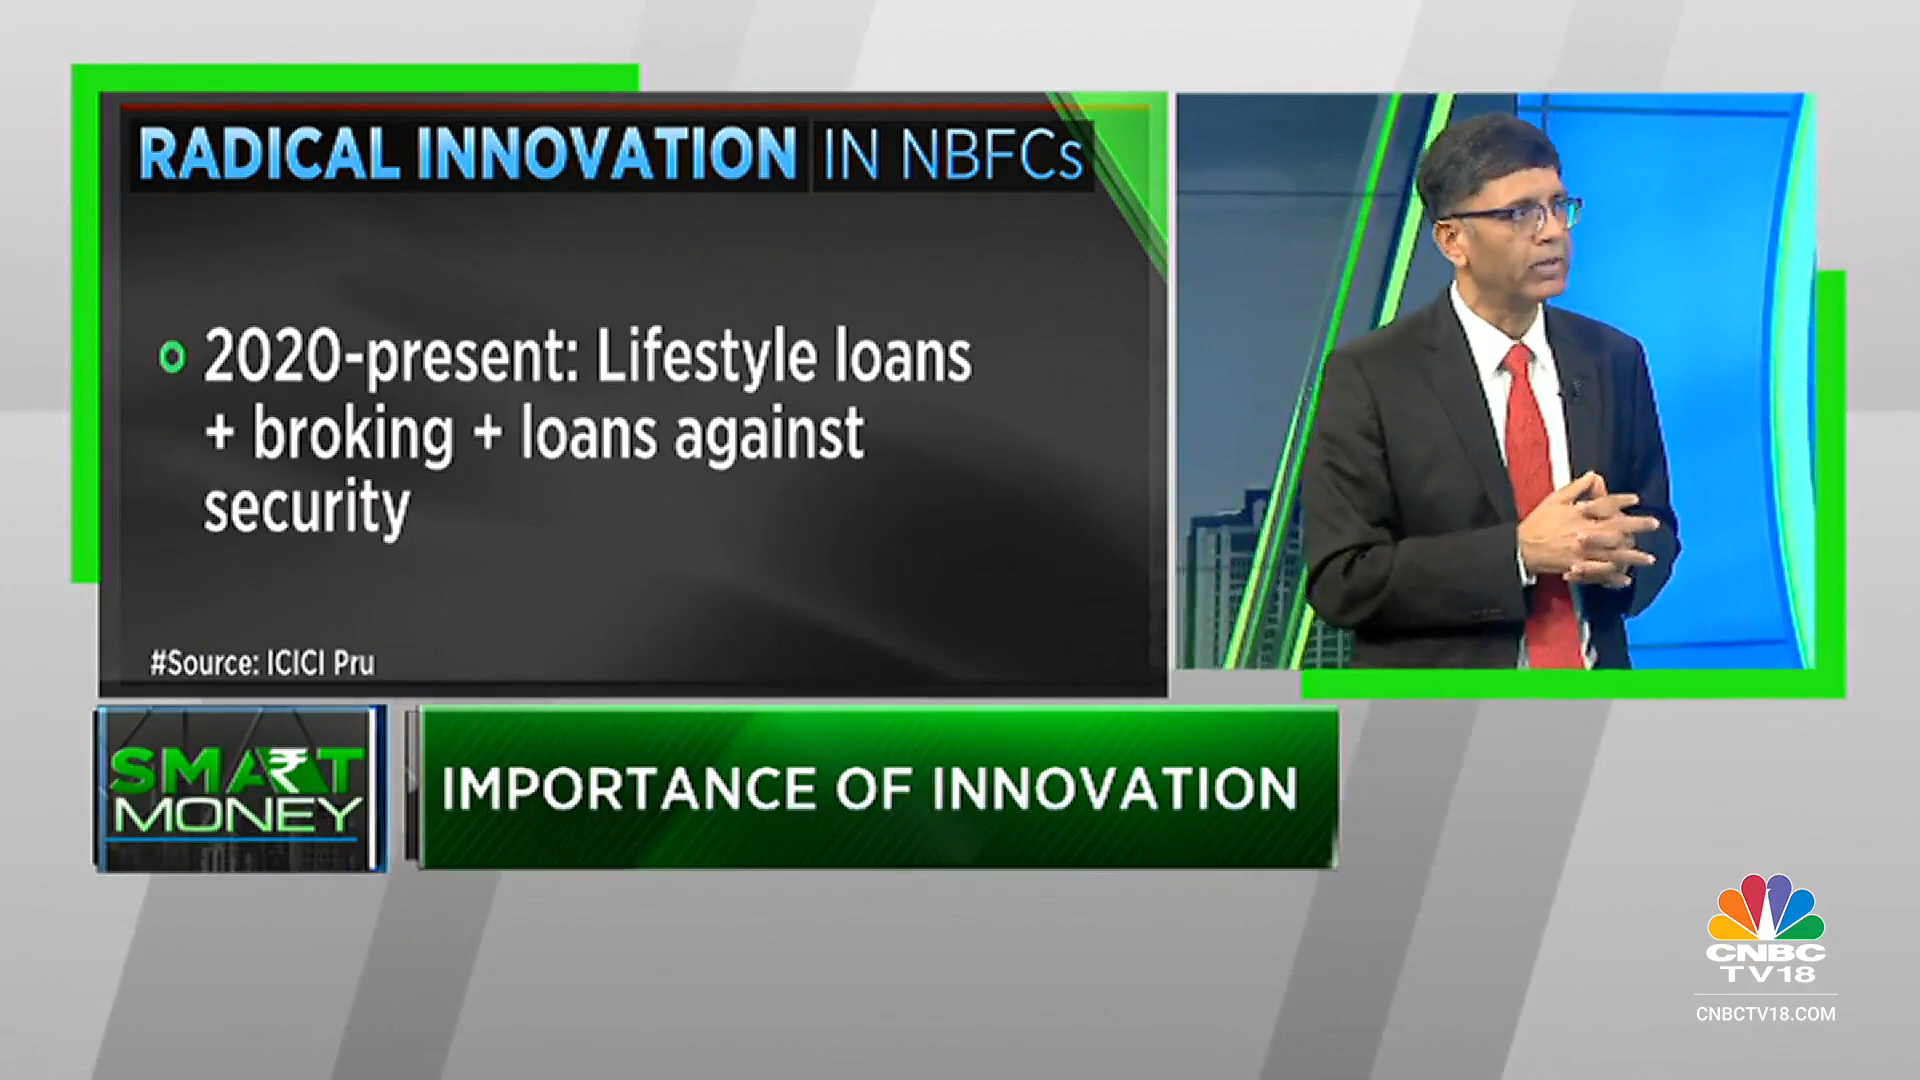 RADICAL INNOVATION IN NBFCs
2020-present: Lifestyle loans
+ broking + loans against
security
#Source: ICICI Pru
SMA₹T
MONEY
IMPORTANCE OF INNOVATION
CNBC
TV18
CNBCTV18.COM